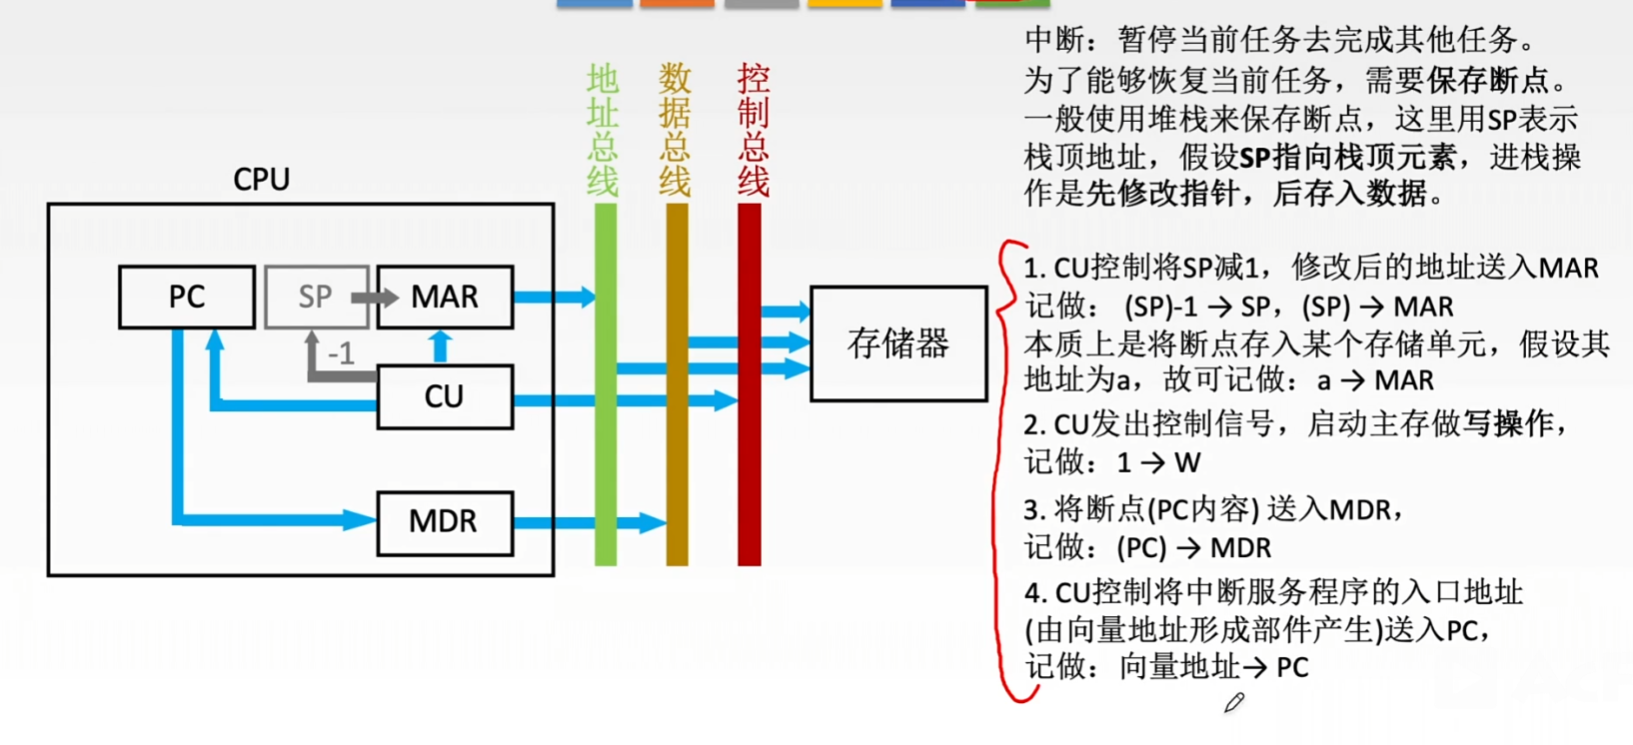 中断：暂停当前任务去完成其他任务。
为了能够恢复当前任务，需要保存断点。
一般使用堆栈来保存断点，这里用SP表示
栈顶地址，假设SP指向栈顶元素，进栈操
作是先修改指针，后存入数据。
地址总线
数据总线
控制总线
CPU
PC
SP
MAR
-1
CU
MDR
存储器
1. CU控制将SP减1，修改后的地址送入MAR
记做： (SP)-1 → SP，(SP) → MAR
本质上是将断点存入某个存储单元，假设其
地址为a，故可记做：a → MAR
2. CU发出控制信号，启动主存做写操作，
记做：1 → W
3. 将断点(PC内容) 送入MDR，
记做：(PC) → MDR
4. CU控制将中断服务程序的入口地址
(由向量地址形成部件产生)送入PC，
记做：向量地址→ PC